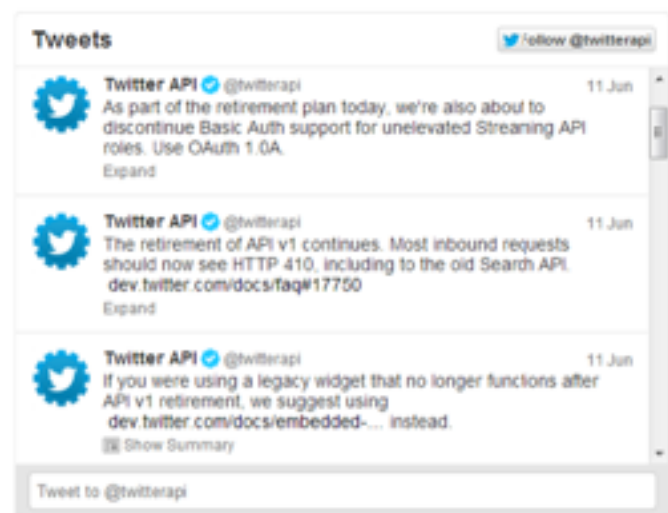 Tweets
Follow @twitterapi
Twitter API @twitterapi 11 Jun
As part of the retirement plan today, we're also about to
discontinue Basic Auth support for unelevated Streaming API
roles. Use OAuth 1.0A.
Expand
Twitter API @twitterapi 11 Jun
The retirement of API v1 continues. Most inbound requests
should now see HTTP 410, including to the old Search API.
dev.twitter.com/docs/faq#17750
Expand
Twitter API @twitterapi 11 Jun
If you were using a legacy widget that no longer functions after
API v1 retirement, we suggest using
dev.twitter.com/docs/embedded-... instead.
Show Summary
Tweet to @twitterapi